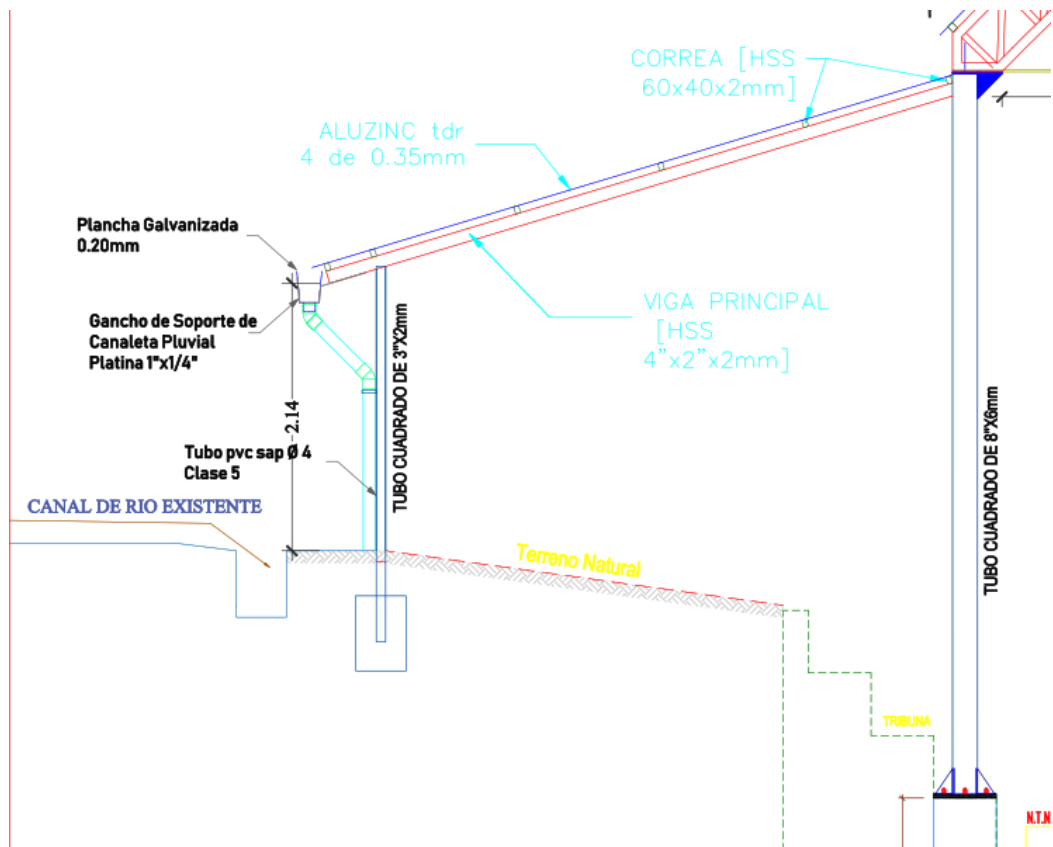 CORREA [HSS
60x40x2mm]
ALUZINC tdr
4 de 0.35mm
Plancha Galvanizada
0.20mm
Gancho de Soporte de
Canaleta Pluvial
Platina 1"x1/4"
VIGA PRINCIPAL
[HSS
4”x2”x2mm]
TUBO CUADRADO DE 3"X2mm
2.14
Tubo pvc sap Ø 4
Clase 5
TUBO CUADRADO DE 8"X6mm
CANAL DE RIO EXISTENTE
Terreno Natural
TRIBUNA
N.T.N